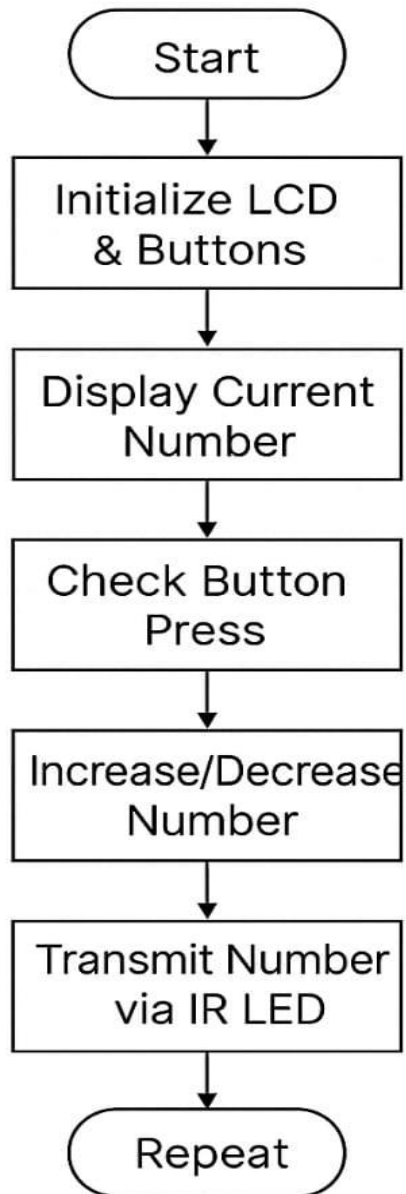 Start
Initialize LCD
& Buttons
Display Current
Number
Check Button
Press
Increase/Decrease
Number
Transmit Number
via IR LED
Repeat